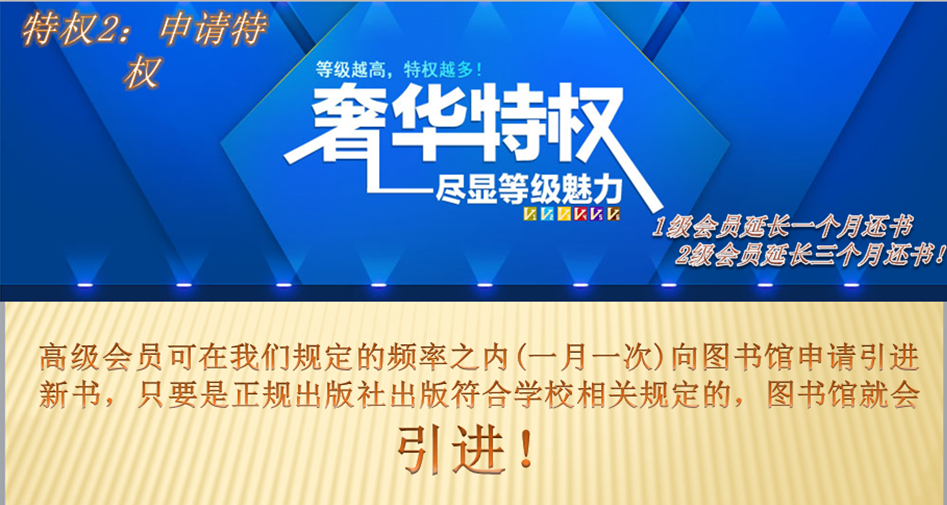 特权2：申请特
权
等级越高，特权越多！
奢华特权
尽显等级魅力
1级会员延长一个月还书
2级会员延长三个月还书！
高级会员可在我们规定的频率之内(一月一次)向图书馆申请引进
新书，只要是正规出版社出版符合学校相关规定的，图书馆就会
引进！